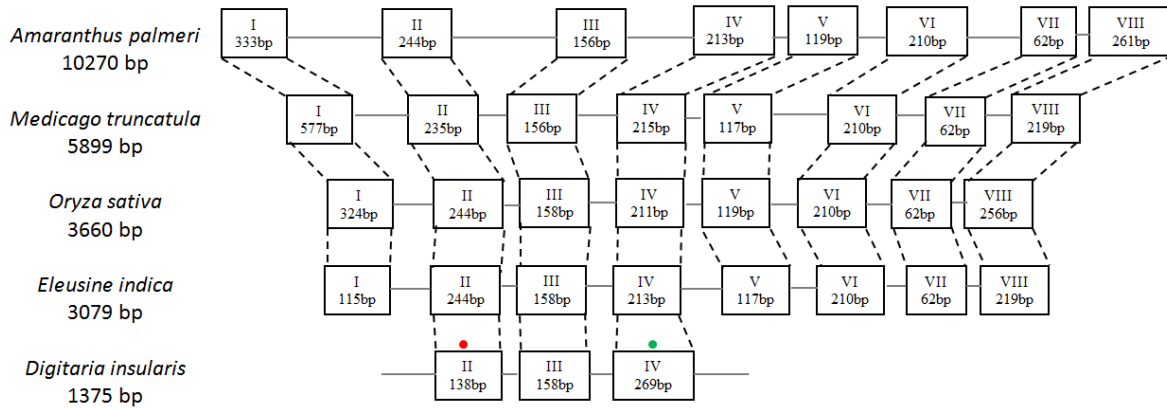 I II III IV V VI VII VIII
Amaranthus palmeri 333bp 244bp 156bp 213bp 119bp 210bp 62bp 261bp
10270 bp
I II III IV V VI VII VIII
Medicago truncatula 577bp 235bp 156bp 215bp 117bp 210bp 62bp 219bp
5899 bp
I II III IV V VI VII VIII
Oryza sativa 324bp 244bp 158bp 211bp 119bp 210bp 62bp 256bp
3660 bp
I II III IV V VI VII VIII
Eleusine indica 115bp 244bp 158bp 213bp 117bp 210bp 62bp 219bp
3079 bp
II III IV
Digitaria insularis 138bp 158bp 269bp
1375 bp